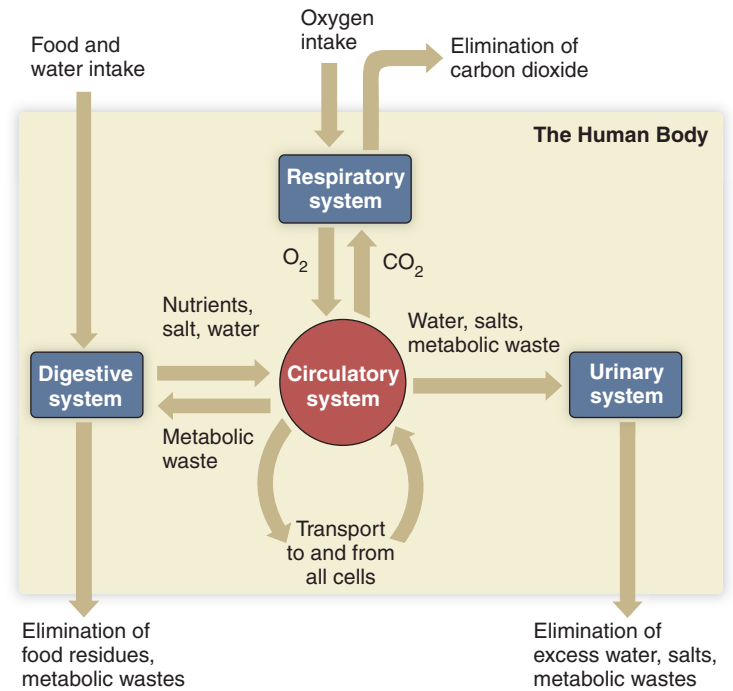 Oxygen
intake
Food and
water intake
Elimination of
carbon dioxide
The Human Body
Respiratory
system
O₂
CO₂
Nutrients,
salt, water
Water, salts,
metabolic waste
Digestive
system
Circulatory
system
Urinary
system
Metabolic
waste
Transport
to and from
all cells
Elimination of
food residues,
metabolic wastes
Elimination of
excess water, salts,
metabolic wastes